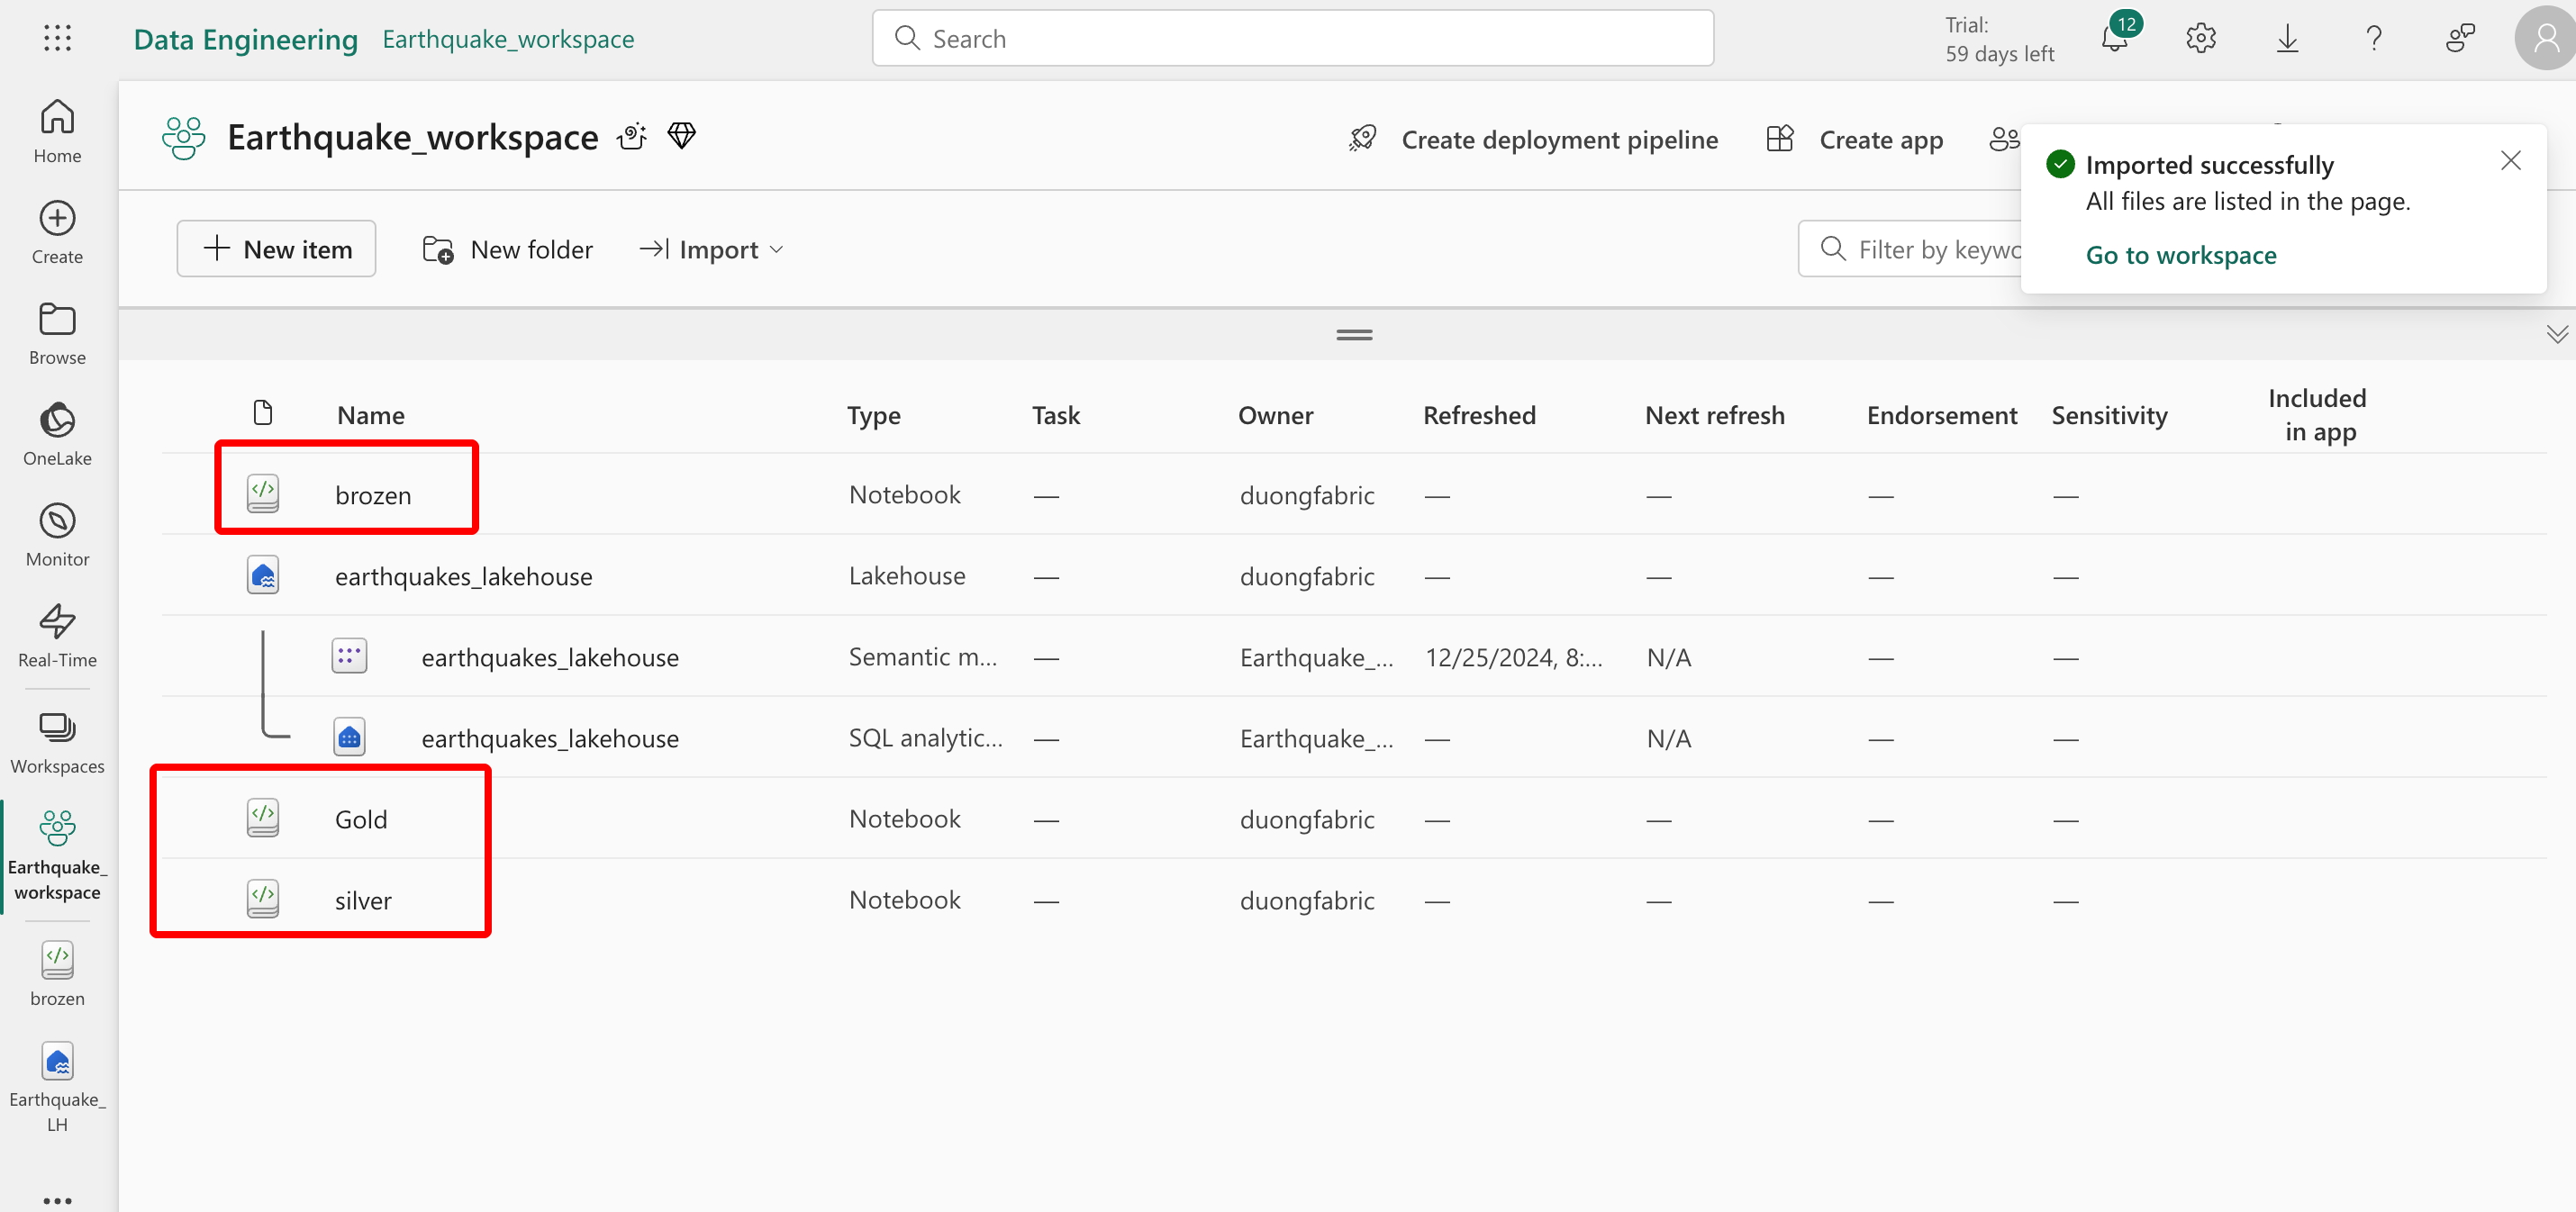 Data Engineering Earthquake_workspace Search Trial:
59 days left 12
Home
Create
Browse
OneLake
Monitor
Real-Time
Workspaces
Earthquake_
workspace
brozen
Earthquake_
LH
Earthquake_workspace Create deployment pipeline Create app
Imported successfully
All files are listed in the page.
Go to workspace
New item New folder Import Filter by keywo
Name Type Task Owner Refreshed Next refresh Endorsement Sensitivity Included
in app
brozen Notebook — duongfabric — — — —
earthquakes_lakehouse Lakehouse — duongfabric — — — —
earthquakes_lakehouse Semantic m... — Earthquake_... 12/25/2024, 8:... N/A — —
earthquakes_lakehouse SQL analytic... — Earthquake_... — N/A — —
Gold Notebook — duongfabric — — — —
silver Notebook — duongfabric — — — —